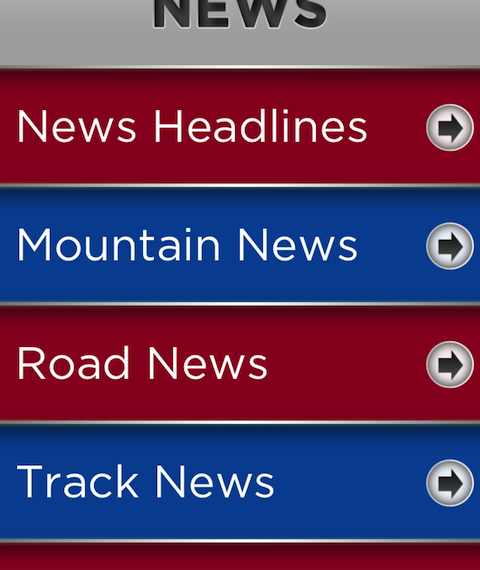 NEWS
News Headlines
Mountain News
Road News
Track News